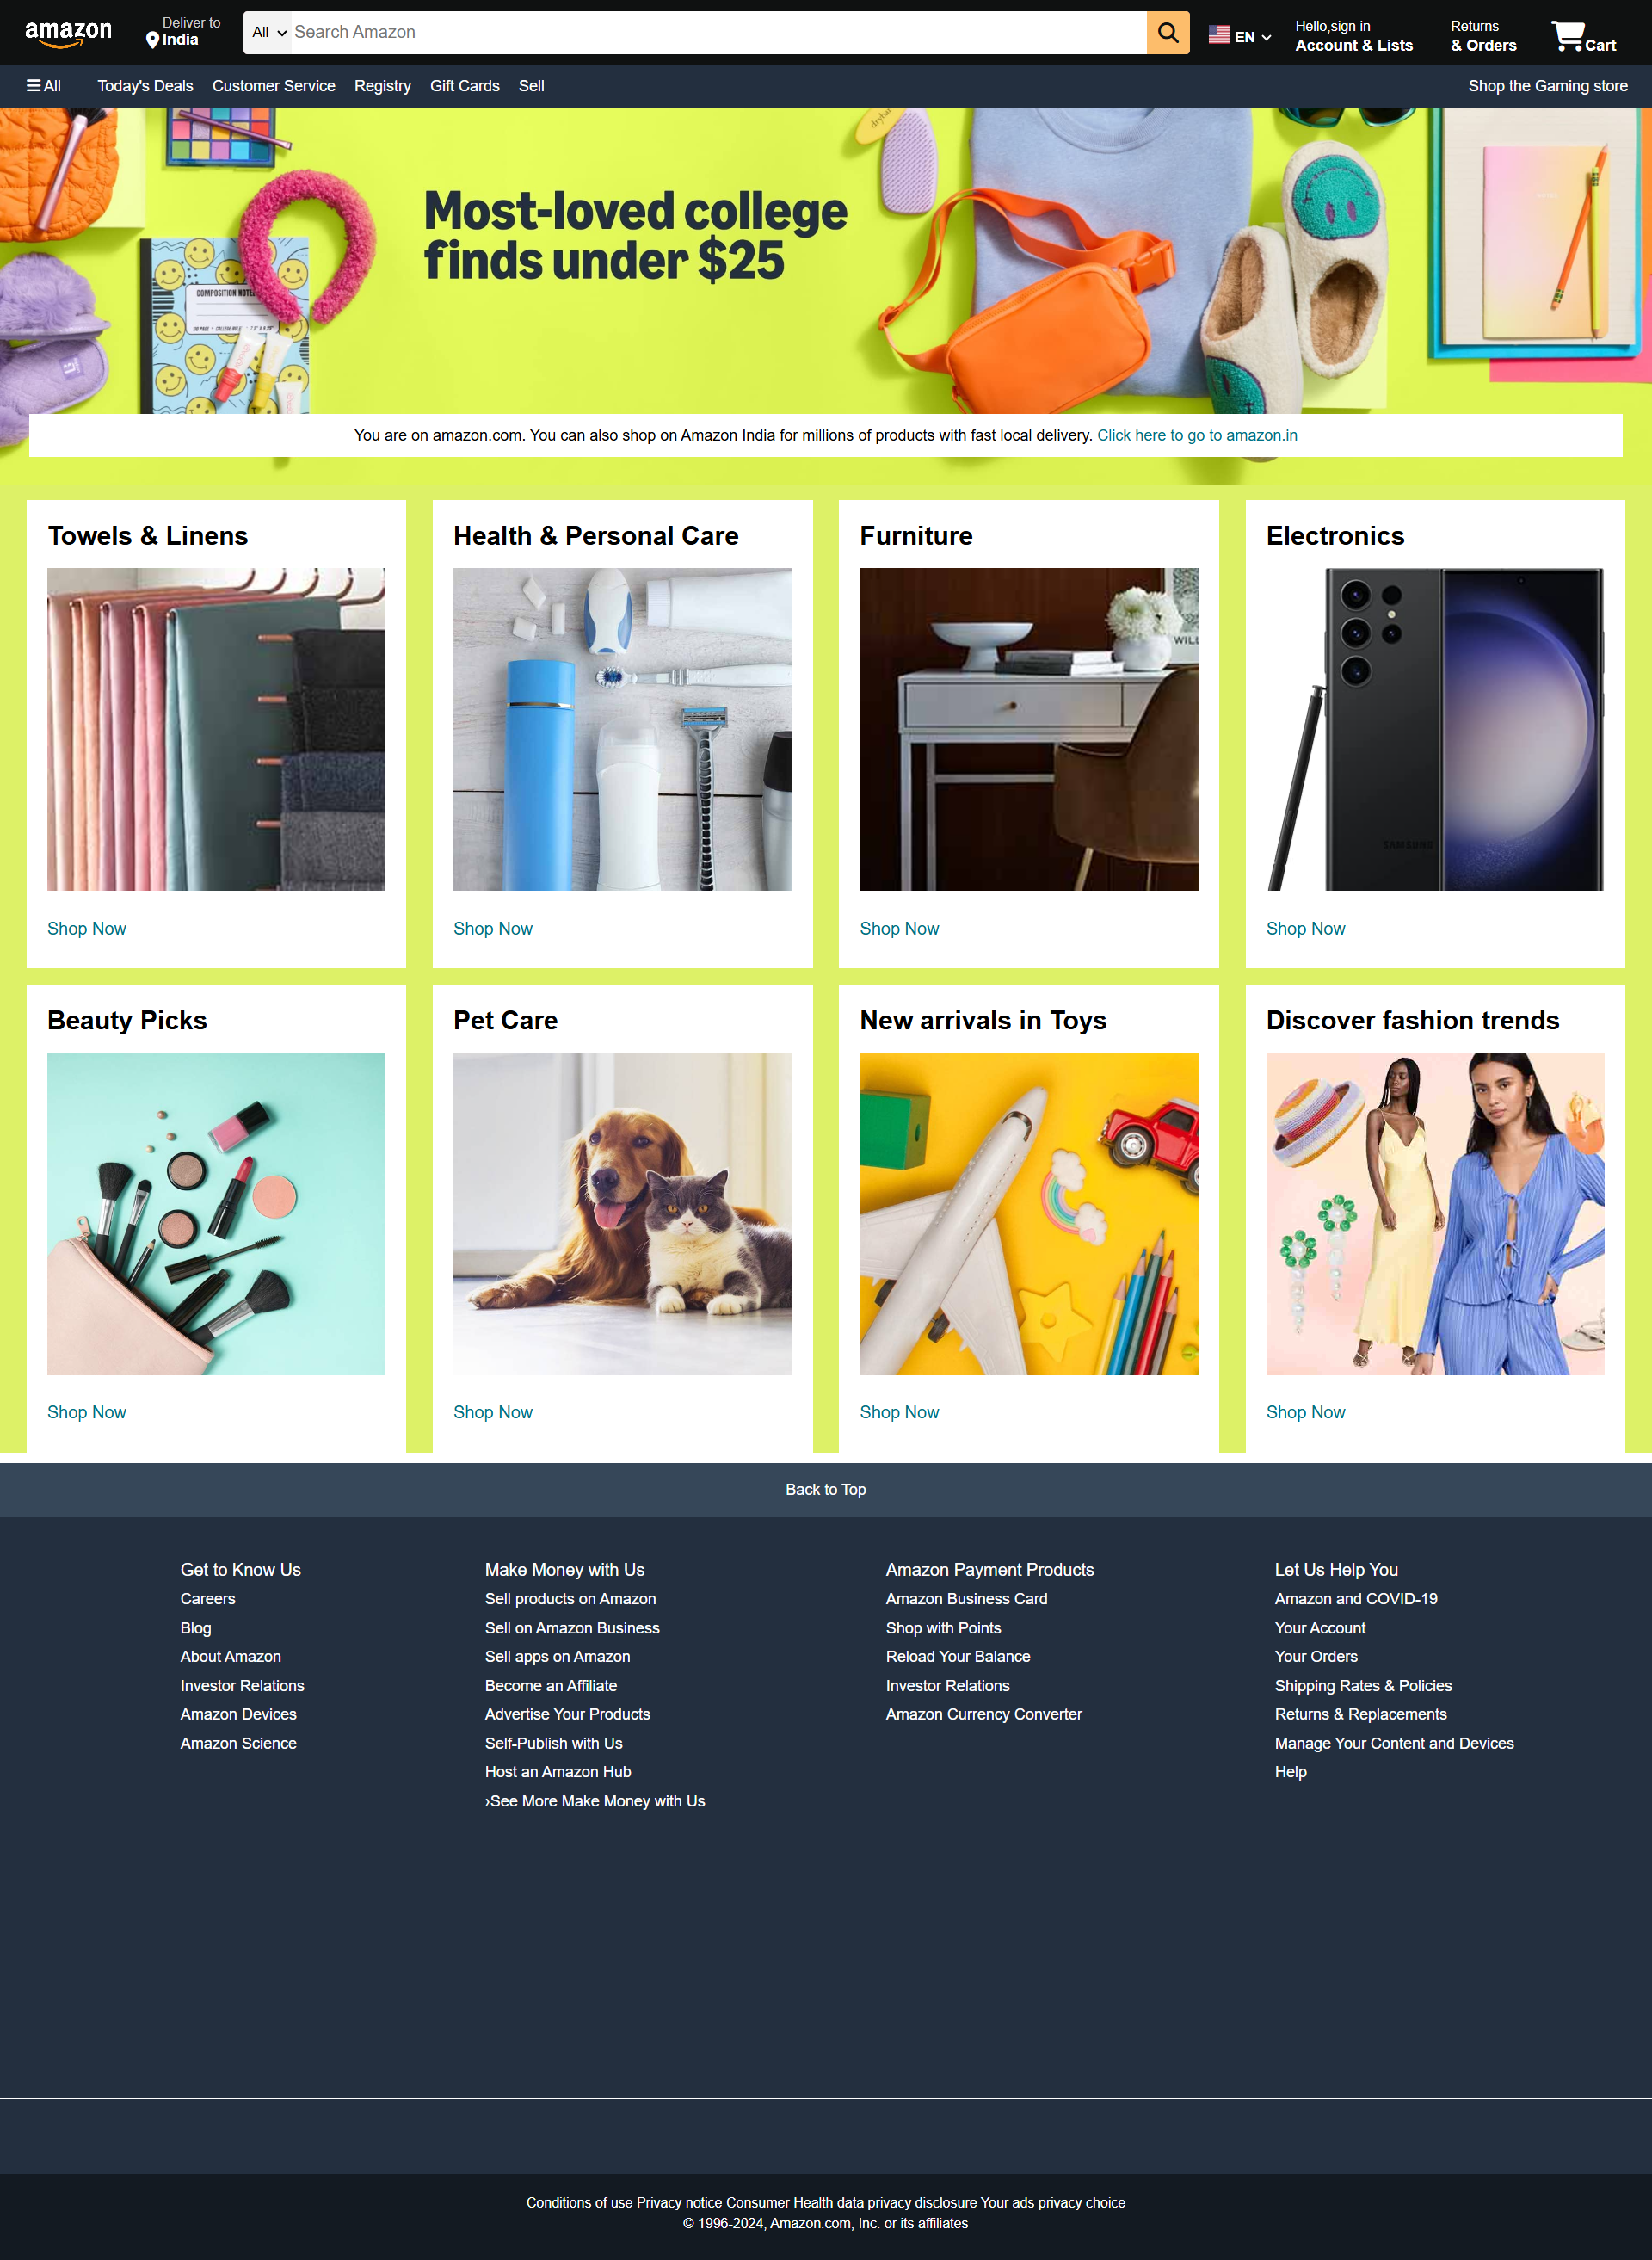 amazon
Deliver to
India
All
Search Amazon
EN
Hello,sign in
Account & Lists
Returns
& Orders
Cart
All
Today's Deals
Customer Service
Registry
Gift Cards
Sell
Shop the Gaming store
drybar
Most-loved college
finds under $25
COMPOSITION NOTE
You are on amazon.com. You can also shop on Amazon India for millions of products with fast local delivery. Click here to go to amazon.in
Towels & Linens
Health & Personal Care
Furniture
Electronics
WILL
SAMSUNG
Shop Now
Shop Now
Shop Now
Shop Now
Beauty Picks
Pet Care
New arrivals in Toys
Discover fashion trends
Shop Now
Shop Now
Shop Now
Shop Now
Back to Top
Get to Know Us
Careers
Blog
About Amazon
Investor Relations
Amazon Devices
Amazon Science
Make Money with Us
Sell products on Amazon
Sell on Amazon Business
Sell apps on Amazon
Become an Affiliate
Advertise Your Products
Self-Publish with Us
Host an Amazon Hub
›See More Make Money with Us
Amazon Payment Products
Amazon Business Card
Shop with Points
Reload Your Balance
Investor Relations
Amazon Currency Converter
Let Us Help You
Amazon and COVID-19
Your Account
Your Orders
Shipping Rates & Policies
Returns & Replacements
Manage Your Content and Devices
Help
Conditions of use Privacy notice Consumer Health data privacy disclosure Your ads privacy choice
© 1996-2024, Amazon.com, Inc. or its affiliates